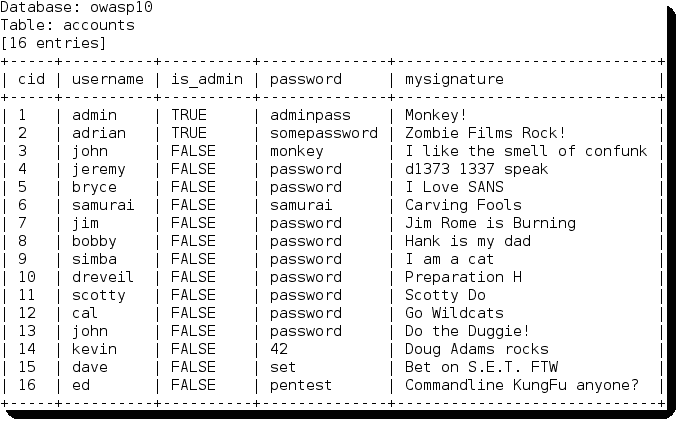 Database: owasp10
Table: accounts
[16 entries]
+-----+----------+----------+--------------+-----------------------------+
| cid | username | is_admin | password     | mysignature                 |
+-----+----------+----------+--------------+-----------------------------+
| 1   | admin    | TRUE     | adminpass    | Monkey!                     |
| 2   | adrian   | TRUE     | somepassword | Zombie Films Rock!          |
| 3   | john     | FALSE    | monkey       | I like the smell of confunk |
| 4   | jeremy   | FALSE    | password     | d1373 1337 speak            |
| 5   | bryce    | FALSE    | password     | I Love SANS                 |
| 6   | samurai  | FALSE    | samurai      | Carving Fools               |
| 7   | jim      | FALSE    | password     | Jim Rome is Burning         |
| 8   | bobby    | FALSE    | password     | Hank is my dad              |
| 9   | simba    | FALSE    | password     | I am a cat                  |
| 10  | dreveil  | FALSE    | password     | Preparation H               |
| 11  | scotty   | FALSE    | password     | Scotty Do                   |
| 12  | cal      | FALSE    | password     | Go Wildcats                 |
| 13  | john     | FALSE    | password     | Do the Duggie!              |
| 14  | kevin    | FALSE    | 42           | Doug Adams rocks            |
| 15  | dave     | FALSE    | set          | Bet on S.E.T. FTW           |
| 16  | ed       | FALSE    | pentest      | Commandline KungFu anyone?  |
+-----+----------+----------+--------------+-----------------------------+